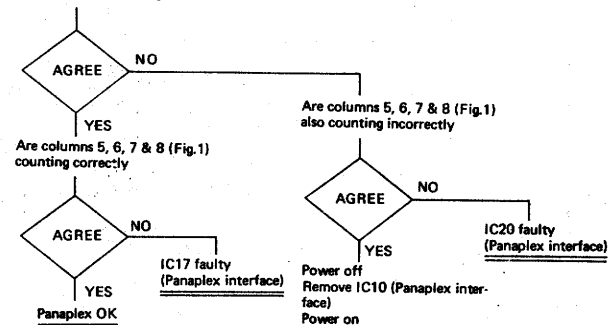 AGREE
NO
YES
Are columns 5, 6, 7 & 8 (Fig.1)
counting correctly
Are columns 5, 6, 7 & 8 (Fig.1)
also counting incorrectly
AGREE
NO
YES
IC17 faulty
(Panaplex interface)
Panaplex OK
AGREE
NO
YES
IC20 faulty
(Panaplex interface)
Power off
Remove IC10 (Panaplex inter-
face)
Power on